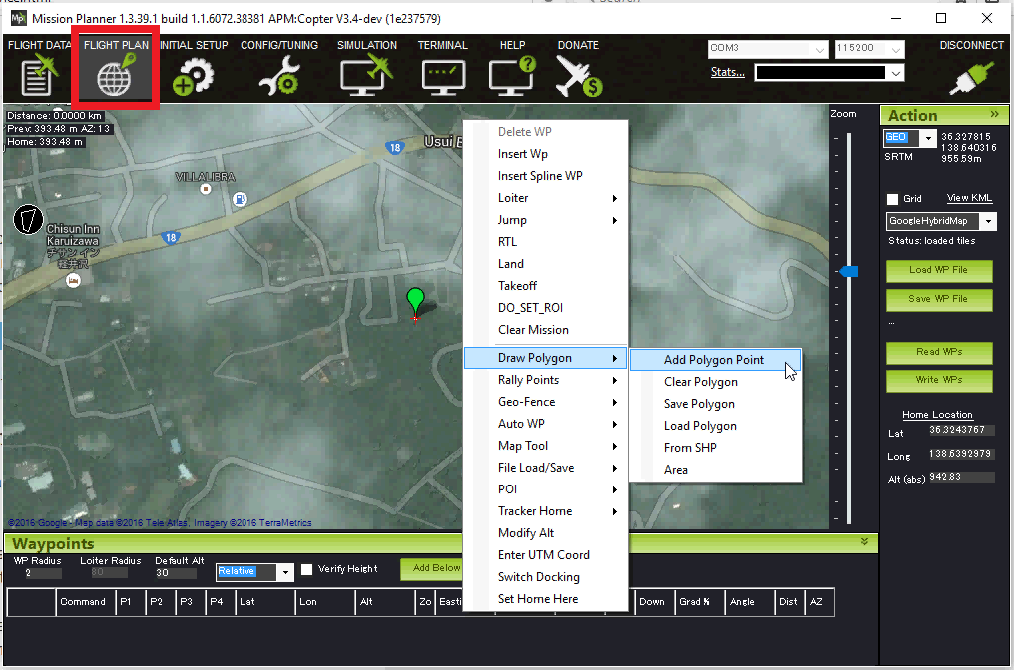 Mission Planner 1.3.39.1 build 1.1.6072.38381 APM:Copter V3.4-dev (1e237579)
FLIGHT DATA
FLIGHT PLAN
INITIAL SETUP
CONFIG/TUNING
SIMULATION
TERMINAL
HELP
DONATE
COM3
115200
DISCONNECT
Stats...
Distance: 0.0000 km
Prev: 393.48 m AZ: 13
Home: 393.48 m
18
Usui
VILLALIBRA
Chisun Inn
Karuizawa
チサン イン
軽井沢
18
©2016 Google - Map data ©2016 Tele Atlas, Imagery ©2016 TerraMetrics
Delete WP
Insert Wp
Insert Spline WP
Loiter
Jump
RTL
Land
Takeoff
DO_SET_ROI
Clear Mission
Draw Polygon
Rally Points
Geo-Fence
Auto WP
Map Tool
File Load/Save
POI
Tracker Home
Modify Alt
Enter UTM Coord
Switch Docking
Set Home Here
Add Polygon Point
Clear Polygon
Save Polygon
Load Polygon
From SHP
Area
Zoom
Action
GEO
36.327815
138.640316
SRTM
955.59m
Grid
View KML
GoogleHybridMap
Status: loaded tiles
Load WP File
Save WP File
...
Read WPs
Write WPs
Home Location
Lat 36.3243767
Long 138.6392979
Alt (abs) 942.83
Waypoints
WP Radius
Loiter Radius
Default Alt
2
80
30
Relative
Verify Height
Add Below
Command P1 P2 P3 P4 Lat Lon Alt Zo Easti Down Grad % Angle Dist AZ